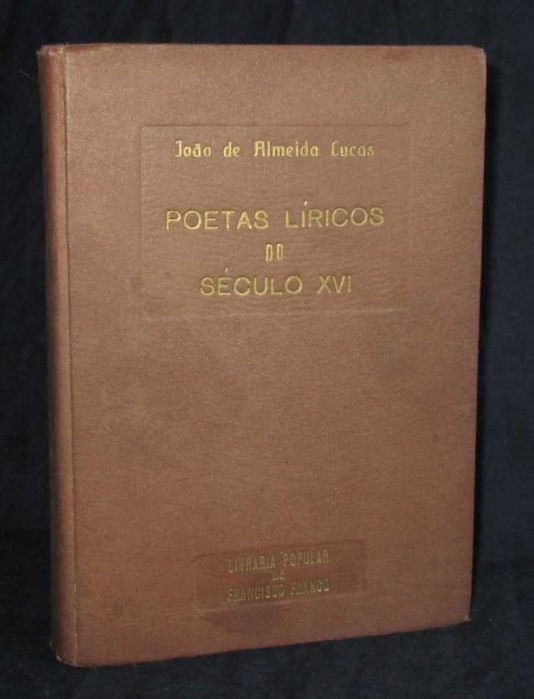 João de Almeida Lucas
POETAS LÍRICOS
DO
SÉCULO XVI
LIVRARIA POPULAR
DE
FRANCISCO FRANCO